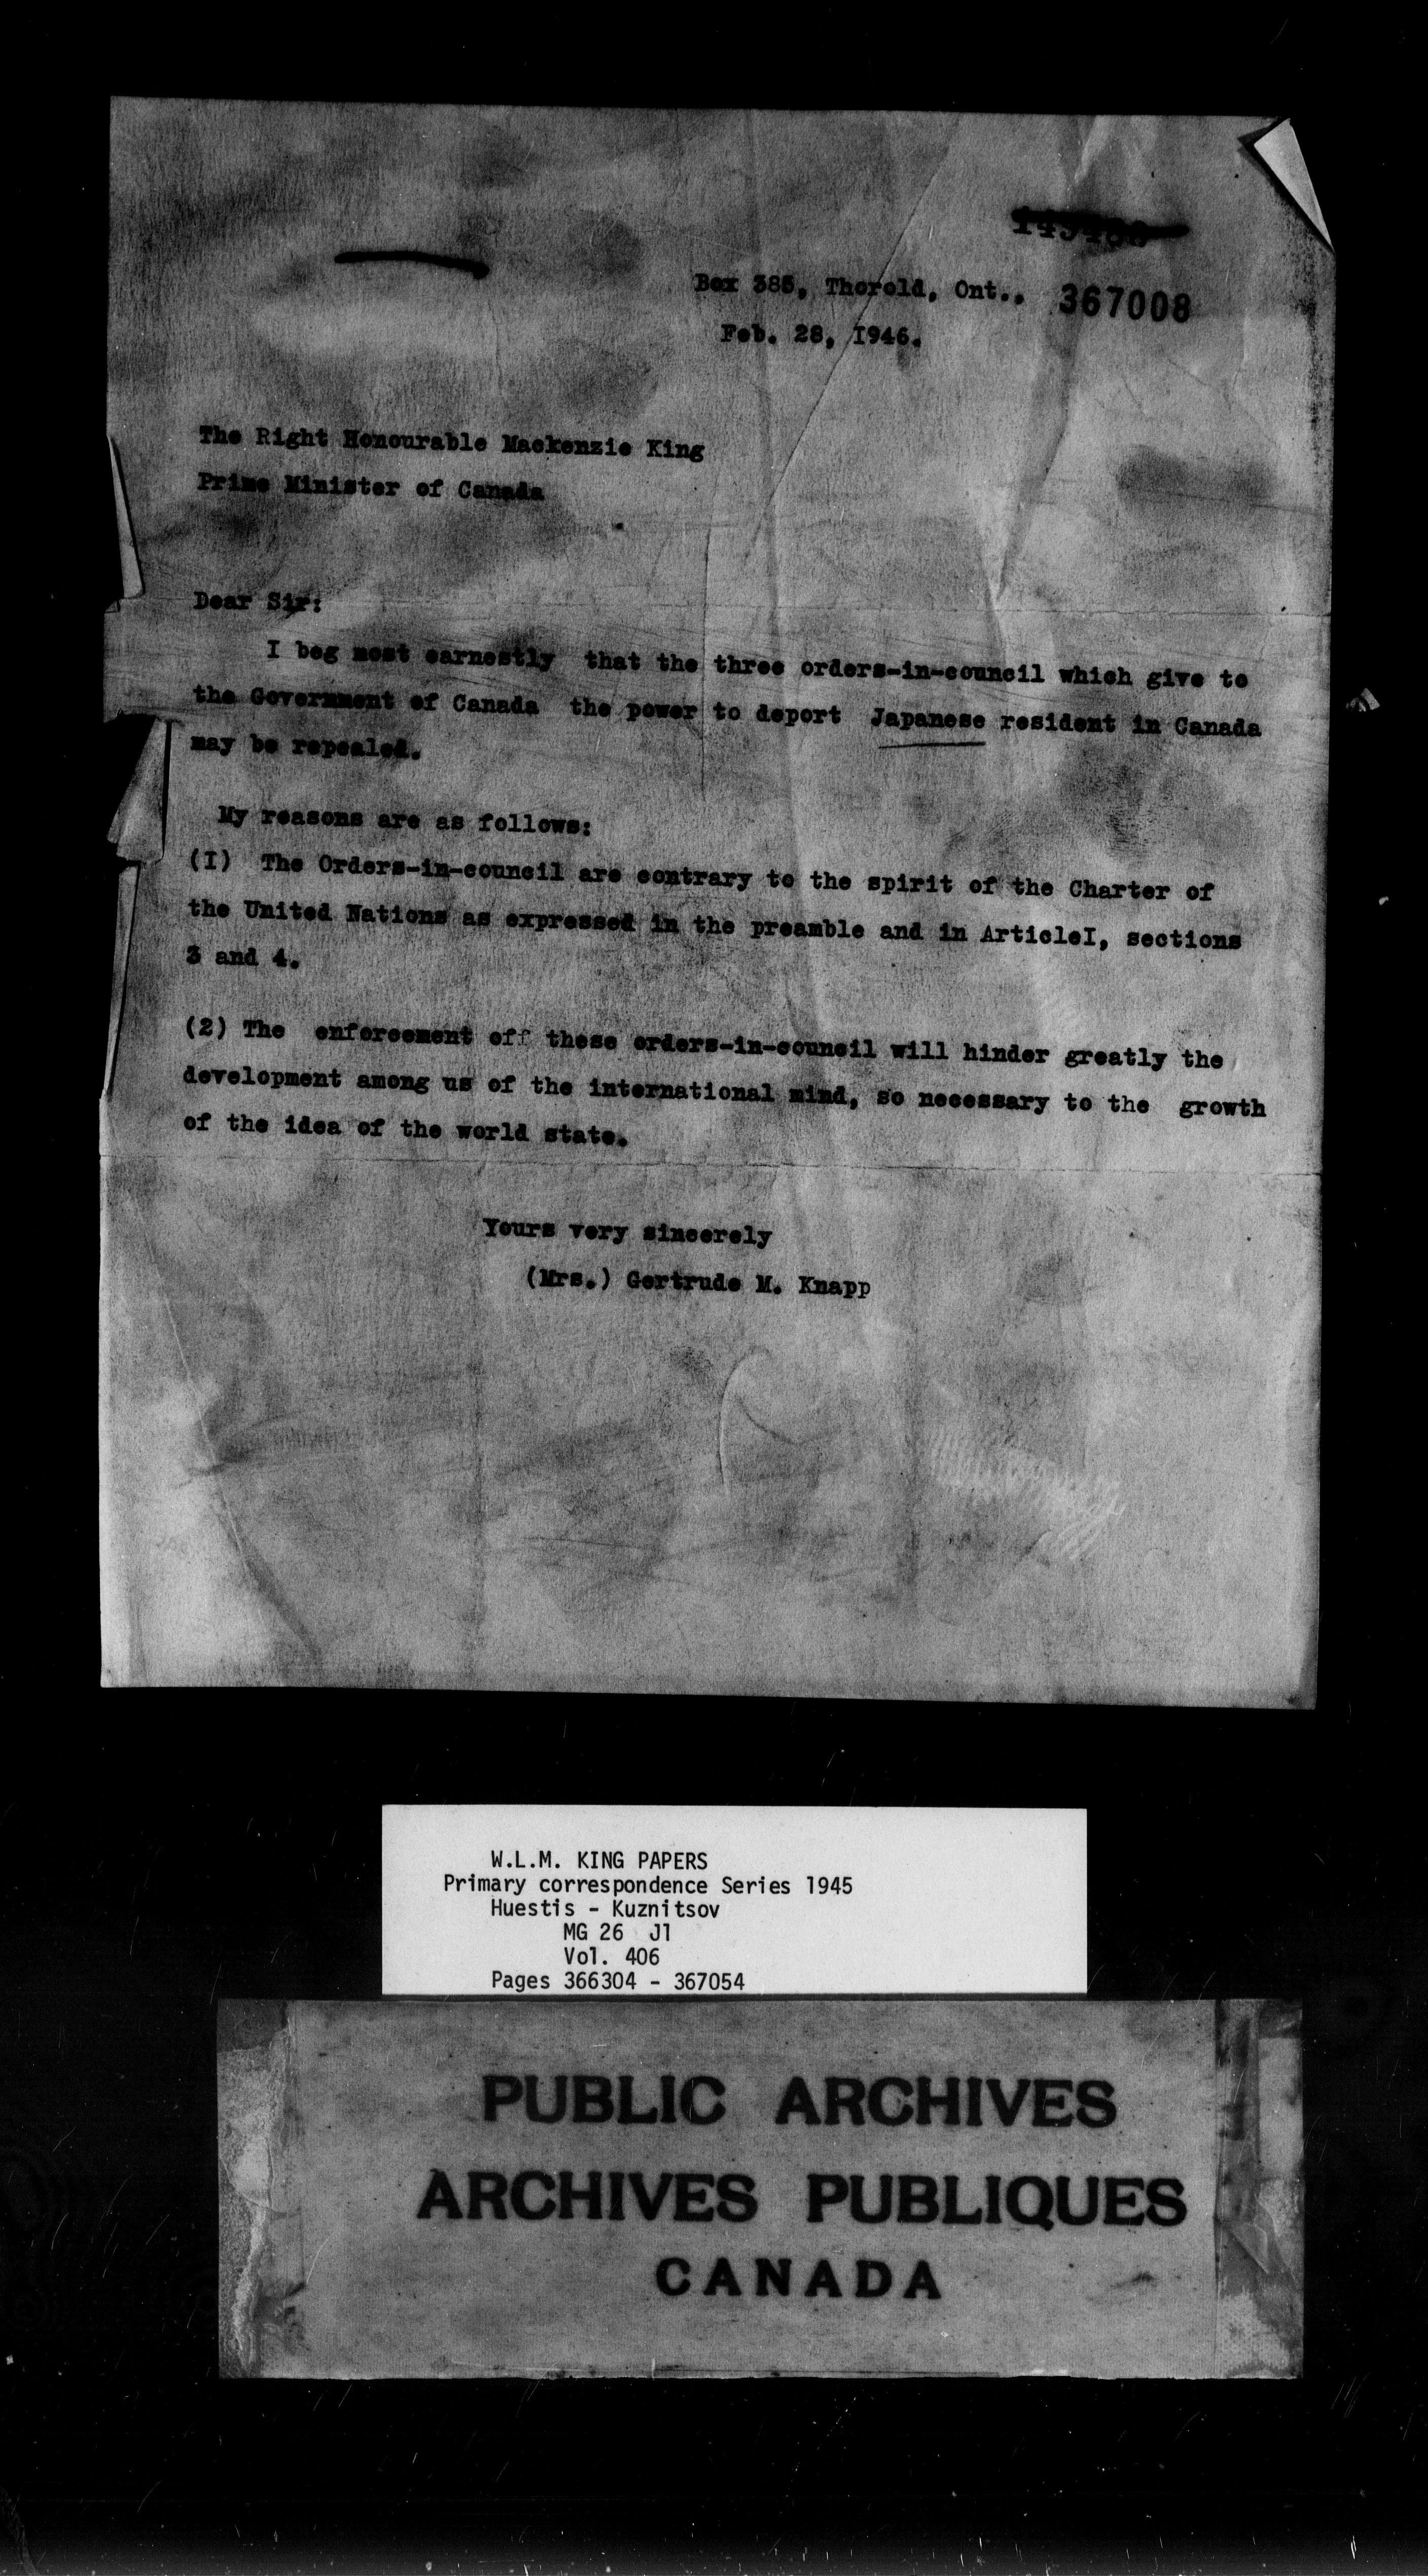 Box 385, Thorold, Ont.,
367008
Feb. 28, I946.
The Right Honourable Mackenzie King
Prime Minister of Canada
Dear Sir:
I beg most earnestly that the three orders-in-council which give to
the Government of Canada the power to deport Japanese resident in Canada
may be repealed.
My reasons are as follows:
(I) The Orders-in-council are contrary to the spirit of the Charter of
the United Nations as expressed in the preamble and in ArticleI, sections
3 and 4.
(2) The enforcement off these orders-in-council will hinder greatly the
development among us of the international mind, so necessary to the growth
of the idea of the world state.
Yours very sincerely
(Mrs.) Gertrude M. Knapp
W.L.M. KING PAPERS
Primary correspondence Series 1945
Huestis - Kuznitsov
MG 26 J1
Vol. 406
Pages 366304 - 367054
PUBLIC ARCHIVES
ARCHIVES PUBLIQUES
CANADA